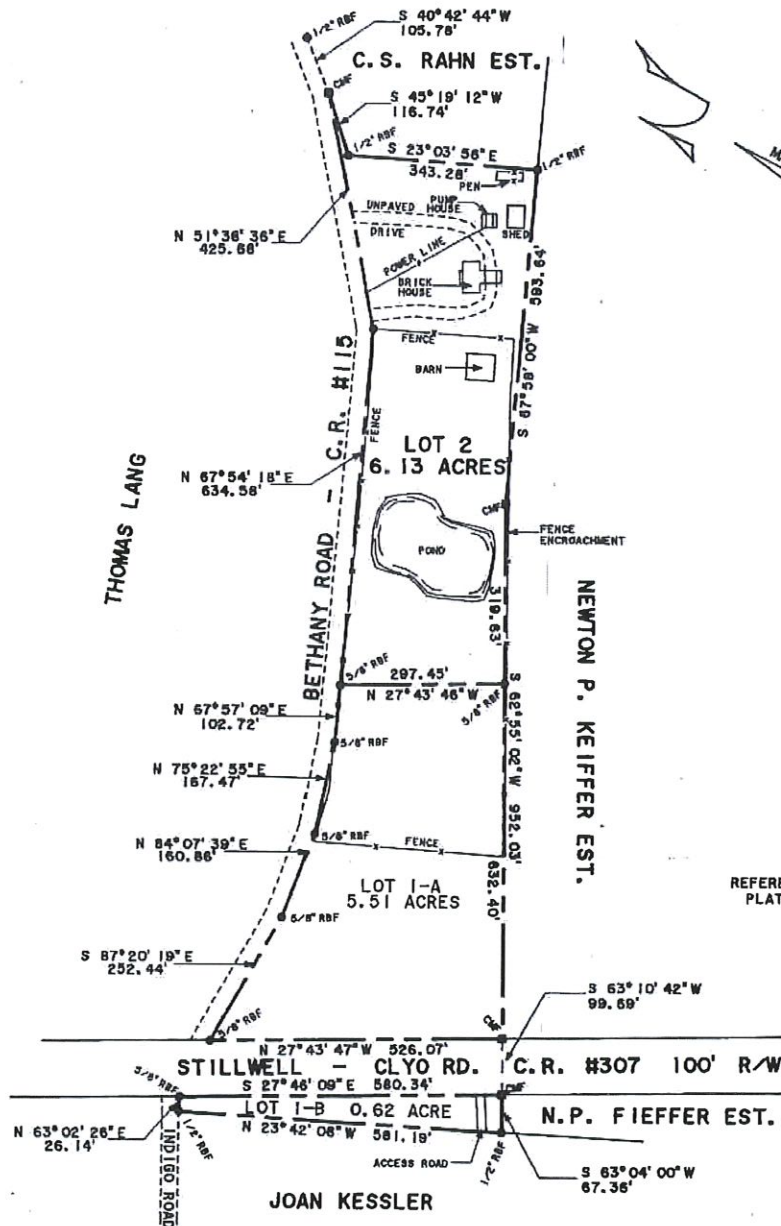 1/2" RBF
S 40° 42' 44" W
105.78'
C.S. RAHN EST.
CMF
S 45° 19' 12" W
116.74'
1/2" RBF
S 23° 03' 56" E
343.28'
1/2" RBF
PEN
N 51° 36' 36" E
425.66'
UNPAVED
DRIVE
PUMP
HOUSE
SHED
POWER LINE
BRICK
HOUSE
S 67° 58' 00" W 593.64'
FENCE
BARN
BETHANY ROAD - C.R. #115
FENCE
LOT 2
6.13 ACRES
N 67° 54' 18" E
634.58'
THOMAS LANG
CMF
POND
FENCE
ENCROACHMENT
319.63'
NEWTON P. KEIFFER EST.
5/8" RBF
297.45'
N 27° 43' 46" W
5/8" RBF
S 62° 55' 02" W 952.03'
N 67° 57' 09" E
102.72'
5/8" RBF
N 75° 22' 55" E
167.47'
5/8" RBF
FENCE
N 84° 07' 39" E
160.86'
632.40'
LOT 1-A
5.51 ACRES
5/8" RBF
PLAT
S 87° 20' 19" E
252.44'
S 63° 10' 42" W
99.69'
5/8" RBF
CMF
N 27° 43' 47" W 526.07'
STILLWELL - CLYO RD. C.R. #307 100' R/W
5/8" RBF
S 27° 46' 09" E 580.34'
CMF
LOT 1-B 0.62 ACRE
N.P. FIEFFER EST.
N 63° 02' 26" E
26.14'
1/2" RBF
N 23° 42' 08" W 581.19'
INDIGO ROAD
ACCESS ROAD
1/2" RBF
S 63° 04' 00" W
67.36'
JOAN KESSLER